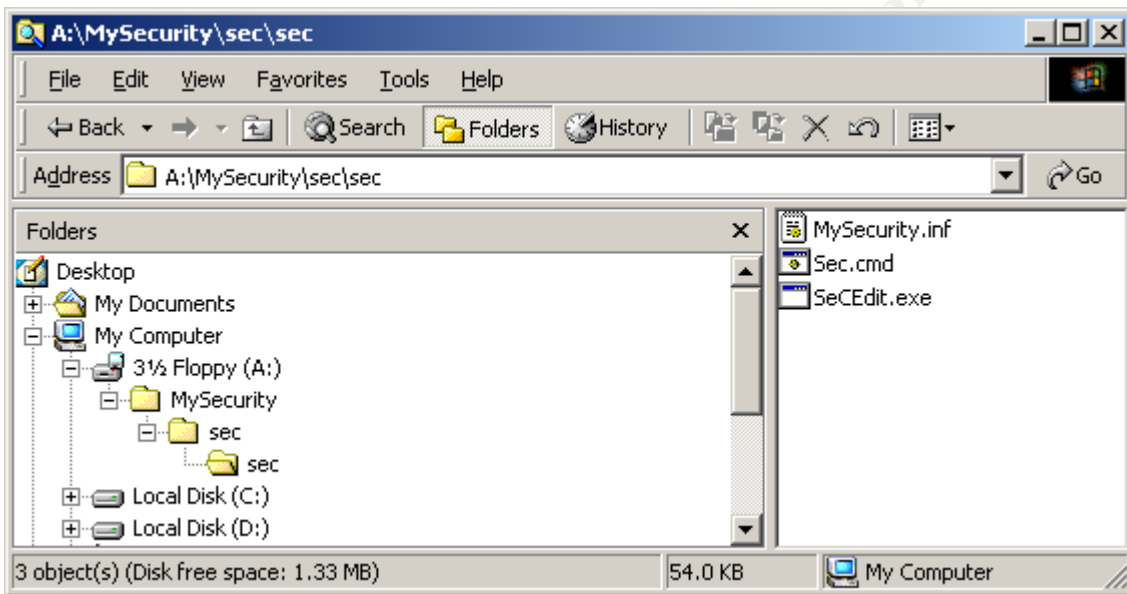 A:\MySecurity\sec\sec
File Edit View Favorites Tools Help
Back Search Folders History
Address A:\MySecurity\sec\sec Go
Folders
Desktop
My Documents
My Computer
3½ Floppy (A:)
MySecurity
sec
sec
Local Disk (C:)
Local Disk (D:)
MySecurity.inf
Sec.cmd
SeCEdit.exe
3 object(s) (Disk free space: 1.33 MB) 54.0 KB My Computer